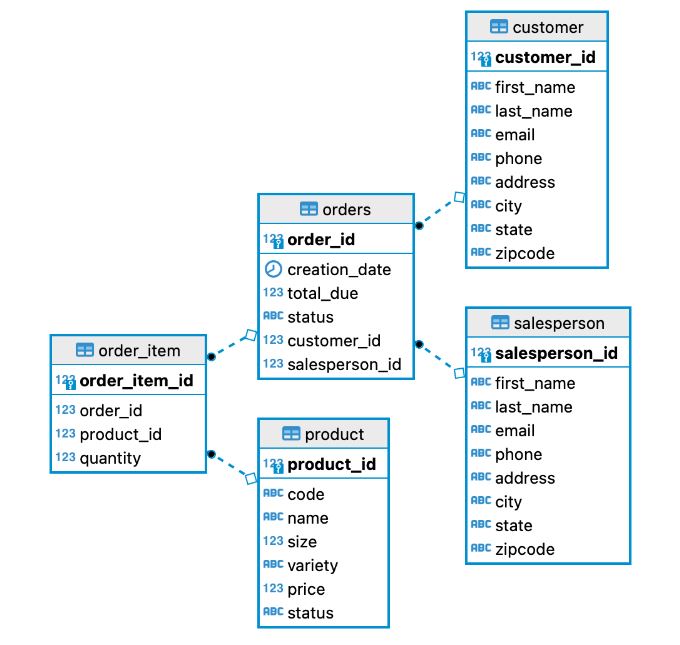 customer
123 customer_id
ABC first_name
ABC last_name
ABC email
ABC phone
ABC address
ABC city
ABC state
ABC zipcode
orders
123 order_id
creation_date
123 total_due
ABC status
123 customer_id
123 salesperson_id
salesperson
123 salesperson_id
ABC first_name
ABC last_name
ABC email
ABC phone
ABC address
ABC city
ABC state
ABC zipcode
order_item
123 order_item_id
123 order_id
123 product_id
123 quantity
product
123 product_id
ABC code
ABC name
123 size
ABC variety
123 price
ABC status